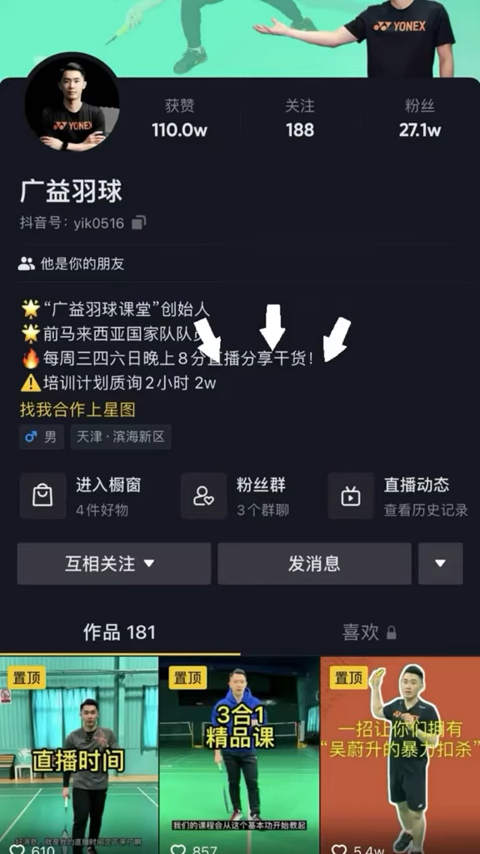 YONEX
YONEX
获赞
110.0w
关注
188
粉丝
27.1w
广益羽球
抖音号：yik0516
他是你的朋友
“广益羽球课堂”创始人
前马来西亚国家队队员
每周三四六日晚上8分直播分享干货！
培训计划质询2小时 2w
找我合作上星图
男
天津·滨海新区
进入橱窗
4件好物
粉丝群
3个群聊
直播动态
查看历史记录
互相关注
发消息
作品 181
喜欢
置顶
直播时间
610
置顶
3合1
精品课
我们的课程会从这个基本功开始教起
857
置顶
一招让你们拥有
“吴蔚升的暴力扣杀”
5.4w